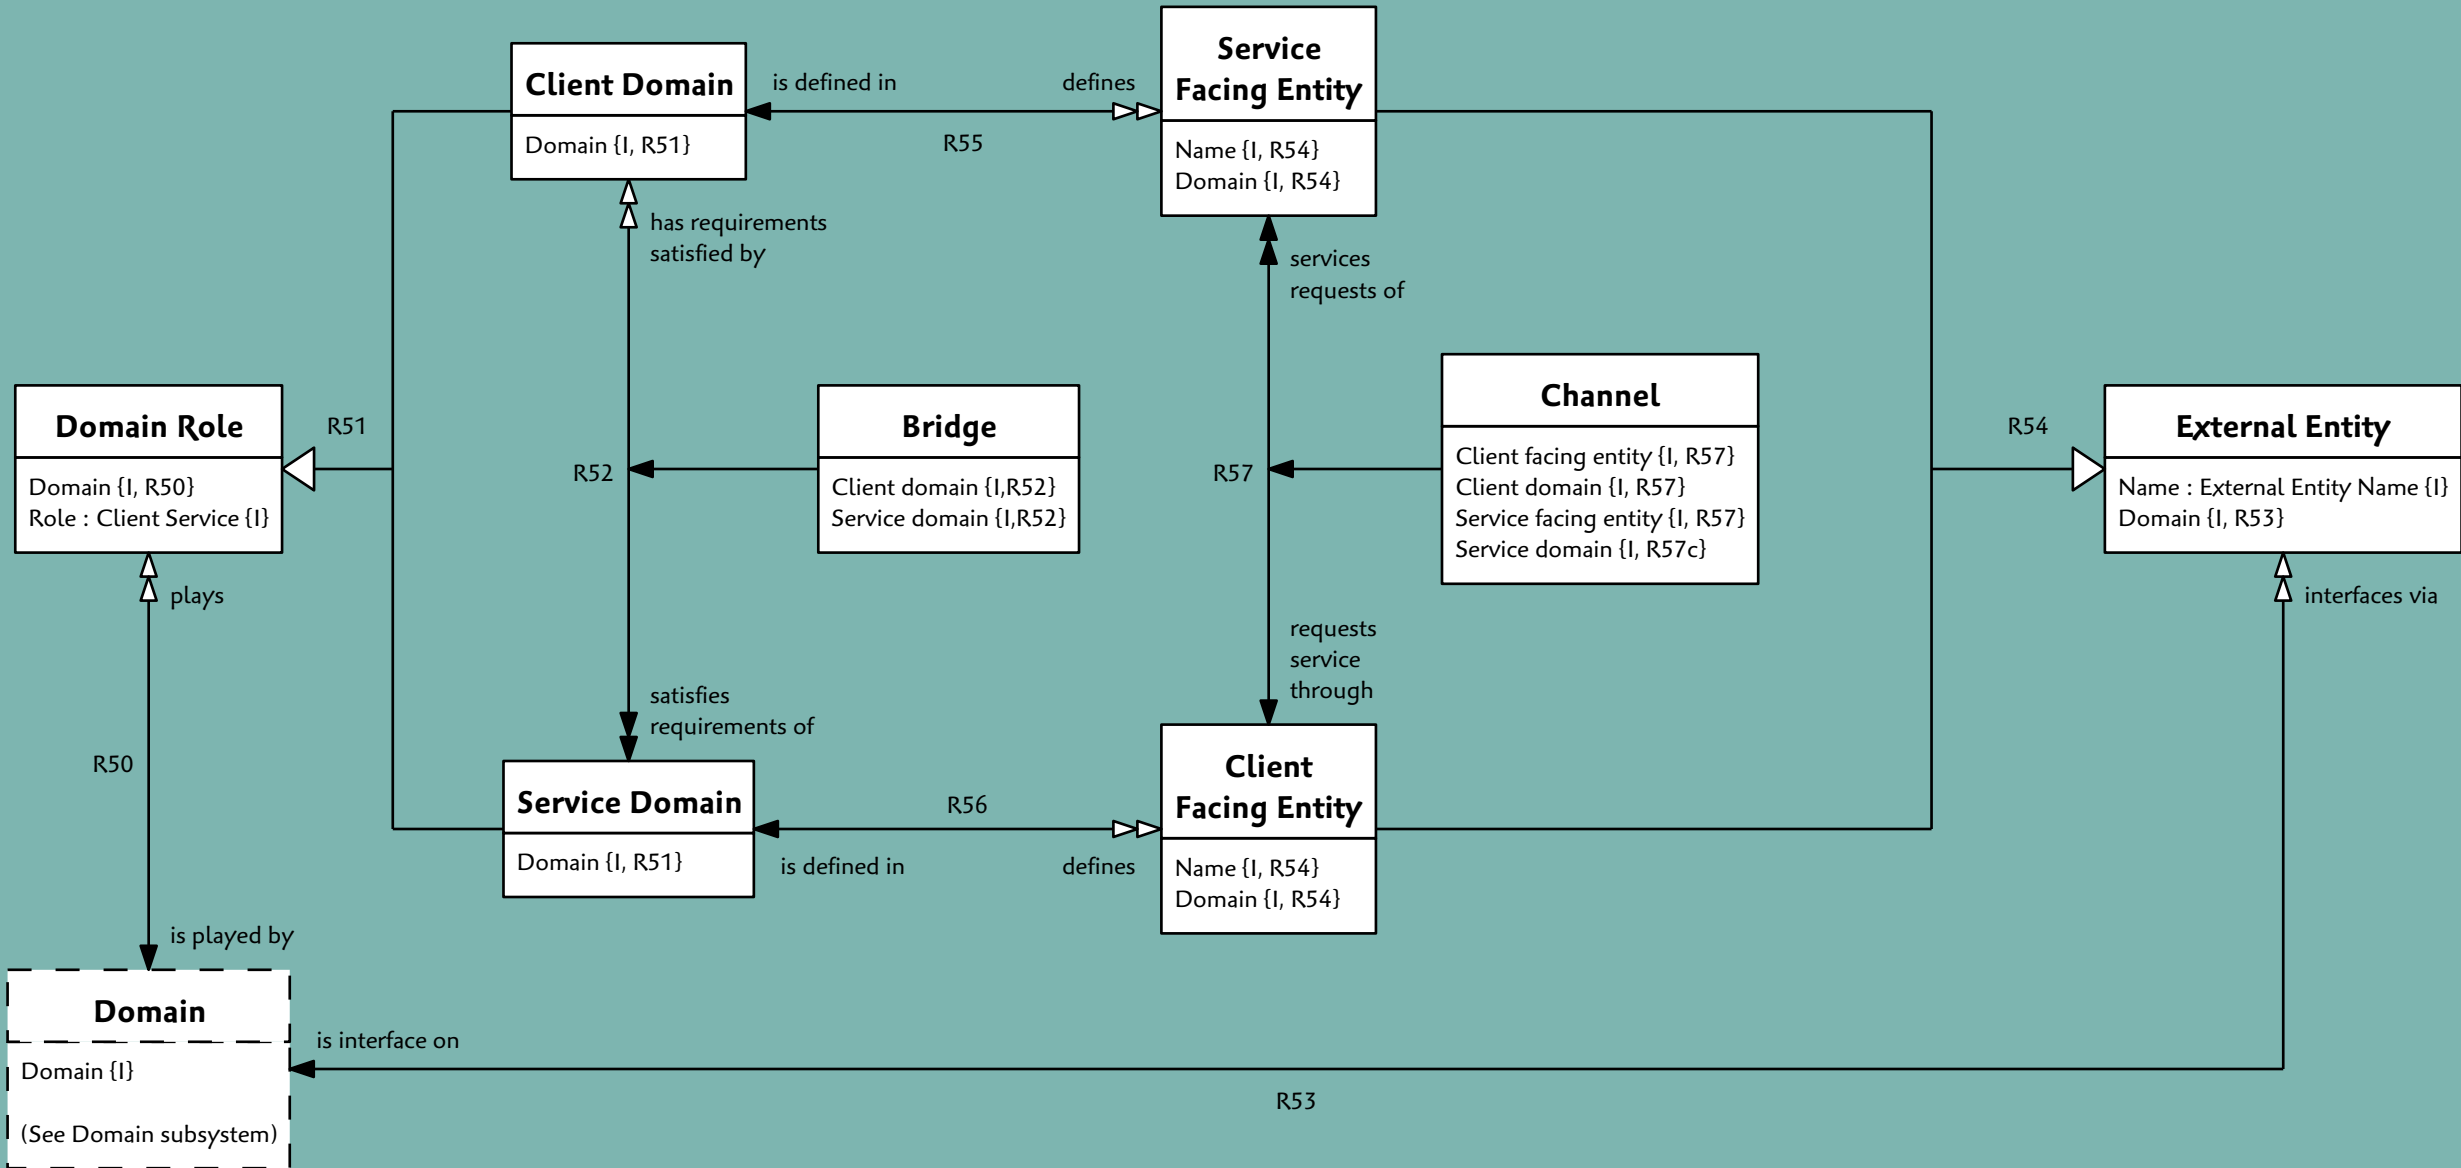 Service
Facing Entity
Name {I, R54}
Domain {I, R54}
Client Domain
Domain {I, R51}
is defined in
defines
R55
has requirements
satisfied by
services
requests of
Domain Role
Domain {I, R50}
Role : Client Service {I}
R51
R52
Bridge
Client domain {I,R52}
Service domain {I,R52}
R57
Channel
Client facing entity {I, R57}
Client domain {I, R57}
Service facing entity {I, R57}
Service domain {I, R57c}
R54
External Entity
Name : External Entity Name {I}
Domain {I, R53}
plays
interfaces via
requests
service
through
satisfies
requirements of
R50
Service Domain
Domain {I, R51}
R56
is defined in
defines
Client
Facing Entity
Name {I, R54}
Domain {I, R54}
is played by
Domain
Domain {I}
(See Domain subsystem)
is interface on
R53